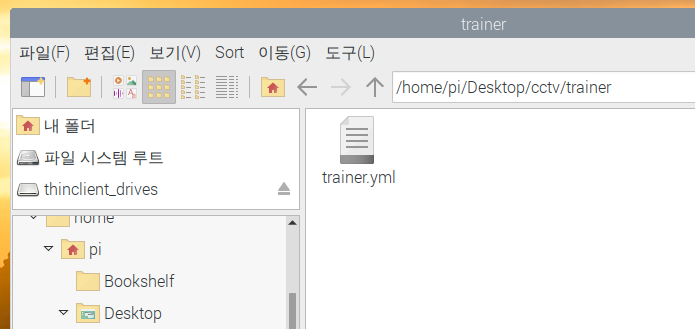 trainer
파일(F) 편집(E) 보기(V) Sort 이동(G) 도구(L)
/home/pi/Desktop/cctv/trainer
내 폴더
파일 시스템 루트
thinclient_drives
home
pi
Bookshelf
Desktop
trainer.yml